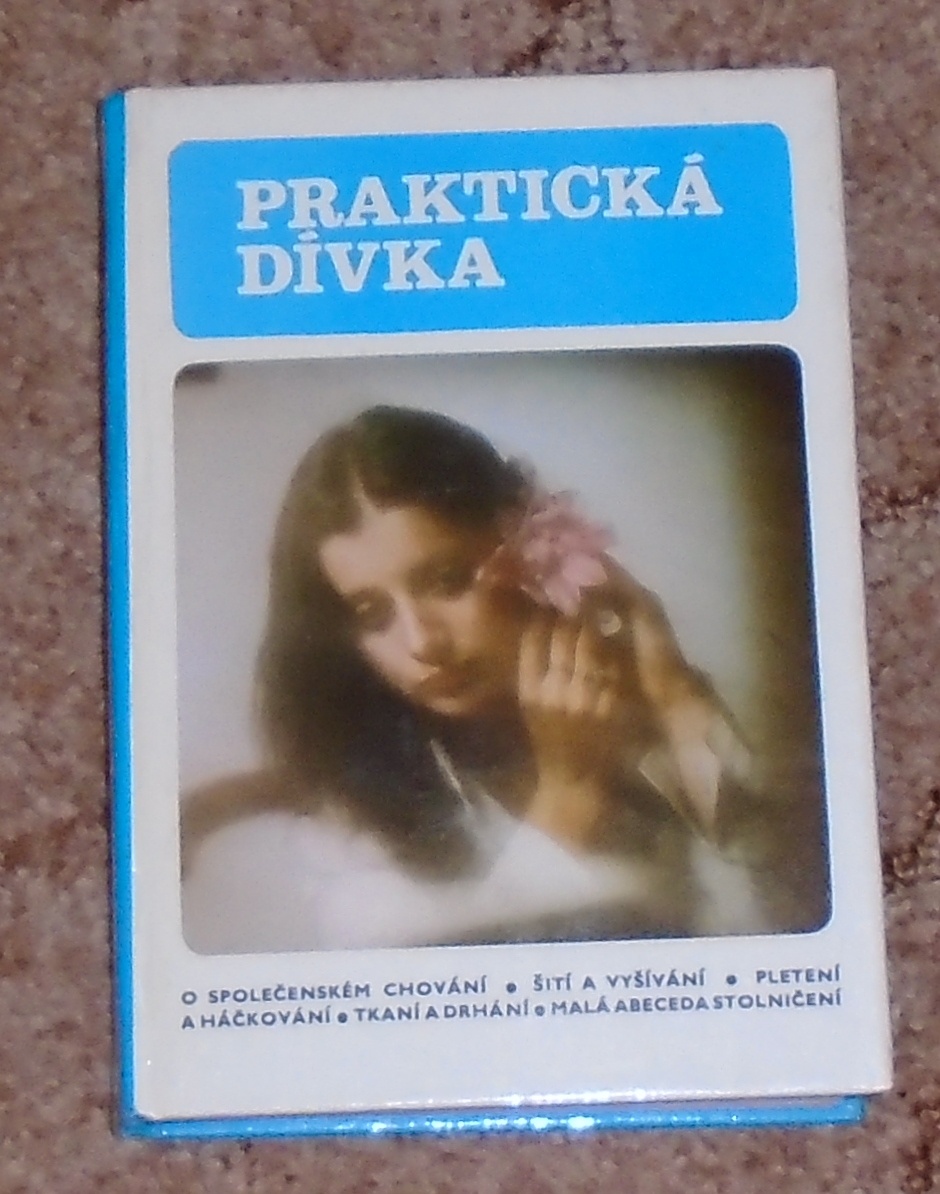 PRAKTICKÁ
DÍVKA
O SPOLEČENSKÉM CHOVÁNÍ • ŠITÍ A VYŠÍVÁNÍ • PLETENÍ
A HÁČKOVÁNÍ • TKANÍ A DRHÁNÍ • MALÁ ABECEDA STOLNIČENÍ